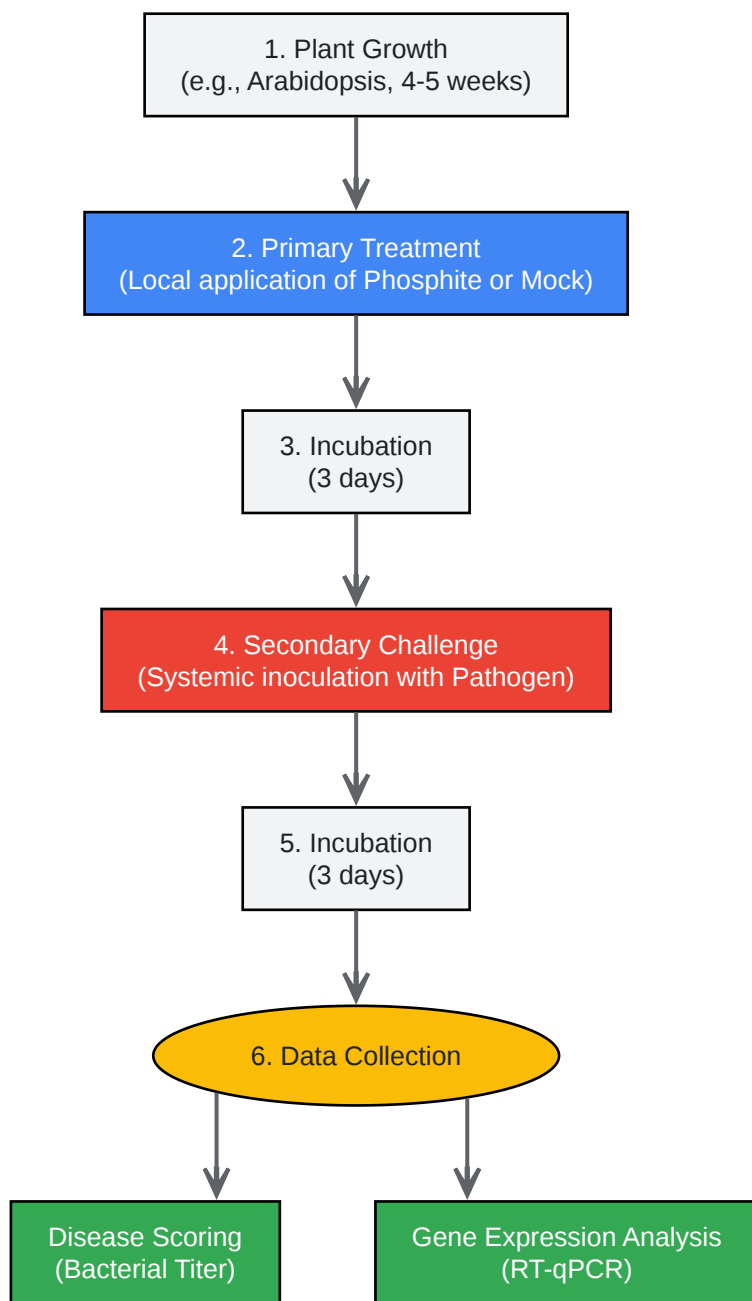 1. Plant Growth
(e.g., Arabidopsis, 4-5 weeks)
2. Primary Treatment
(Local application of Phosphite or Mock)
3. Incubation
(3 days)
4. Secondary Challenge
(Systemic inoculation with Pathogen)
5. Incubation
(3 days)
6. Data Collection
Disease Scoring
(Bacterial Titer)
Gene Expression Analysis
(RT-qPCR)